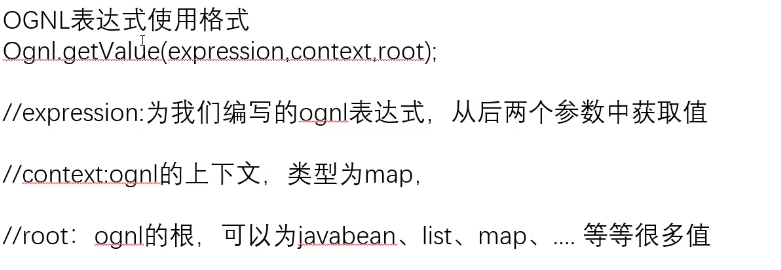 OGNL表达式使用格式
Ognl.getValue(expression,context,root);
//expression:为我们编写的ognl表达式，从后两个参数中获取值
//context:ognl的上下文，类型为map，
//root：ognl的根，可以为javabean、list、map、.... 等等很多值